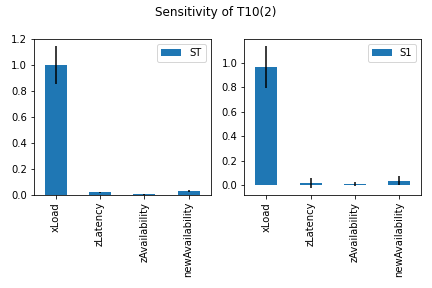 Sensitivity of T10(2)
1.2
1.0
0.8
0.6
0.4
0.2
0.0
ST
xLoad
zLatency
zAvailability
newAvailability
1.0
0.8
0.6
0.4
0.2
0.0
S1
xLoad
zLatency
zAvailability
newAvailability